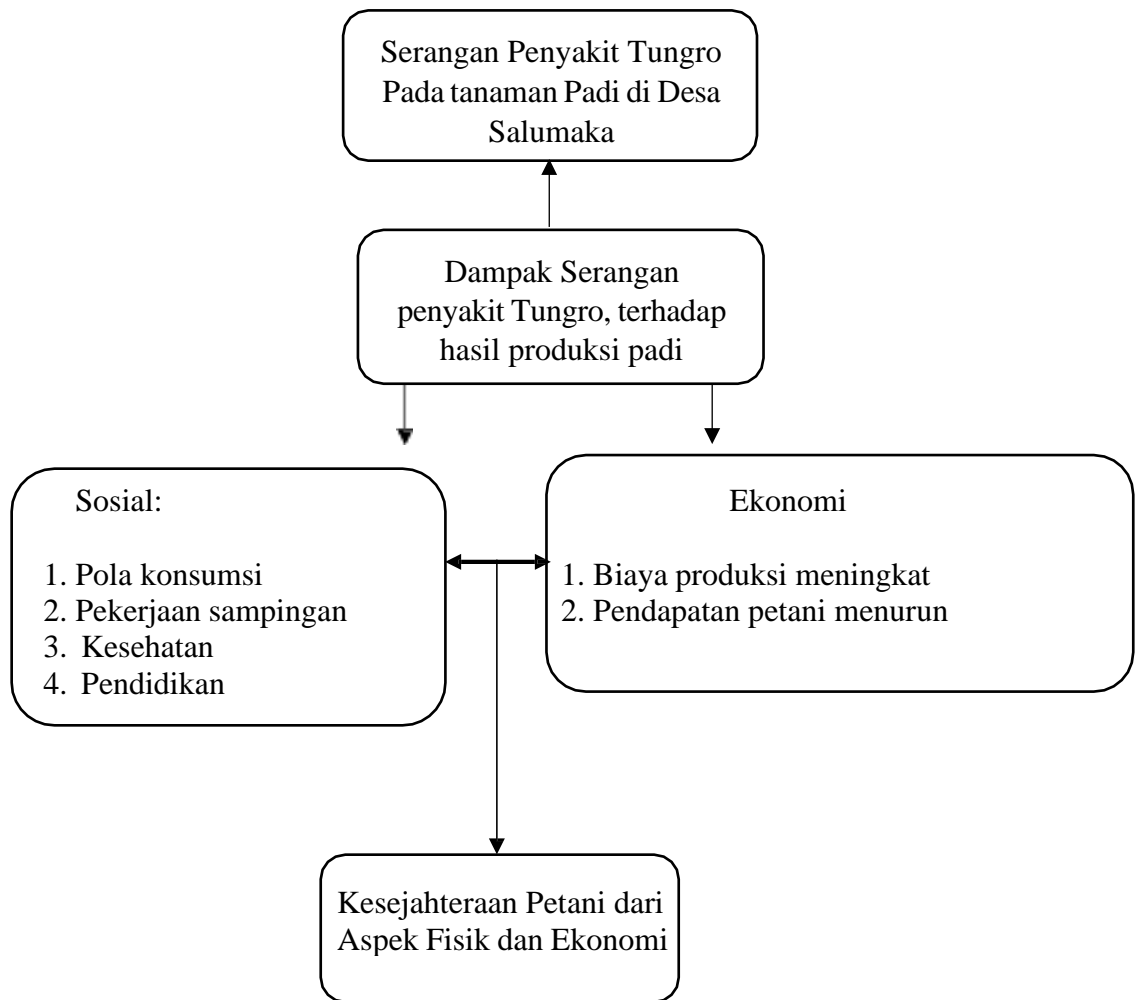 Serangan Penyakit Tungro
Pada tanaman Padi di Desa
Salumaka
Dampak Serangan
penyakit Tungro, terhadap
hasil produksi padi
Sosial:
1. Pola konsumsi
2. Pekerjaan sampingan
3. Kesehatan
4. Pendidikan
Ekonomi
1. Biaya produksi meningkat
2. Pendapatan petani menurun
Kesejahteraan Petani dari
Aspek Fisik dan Ekonomi